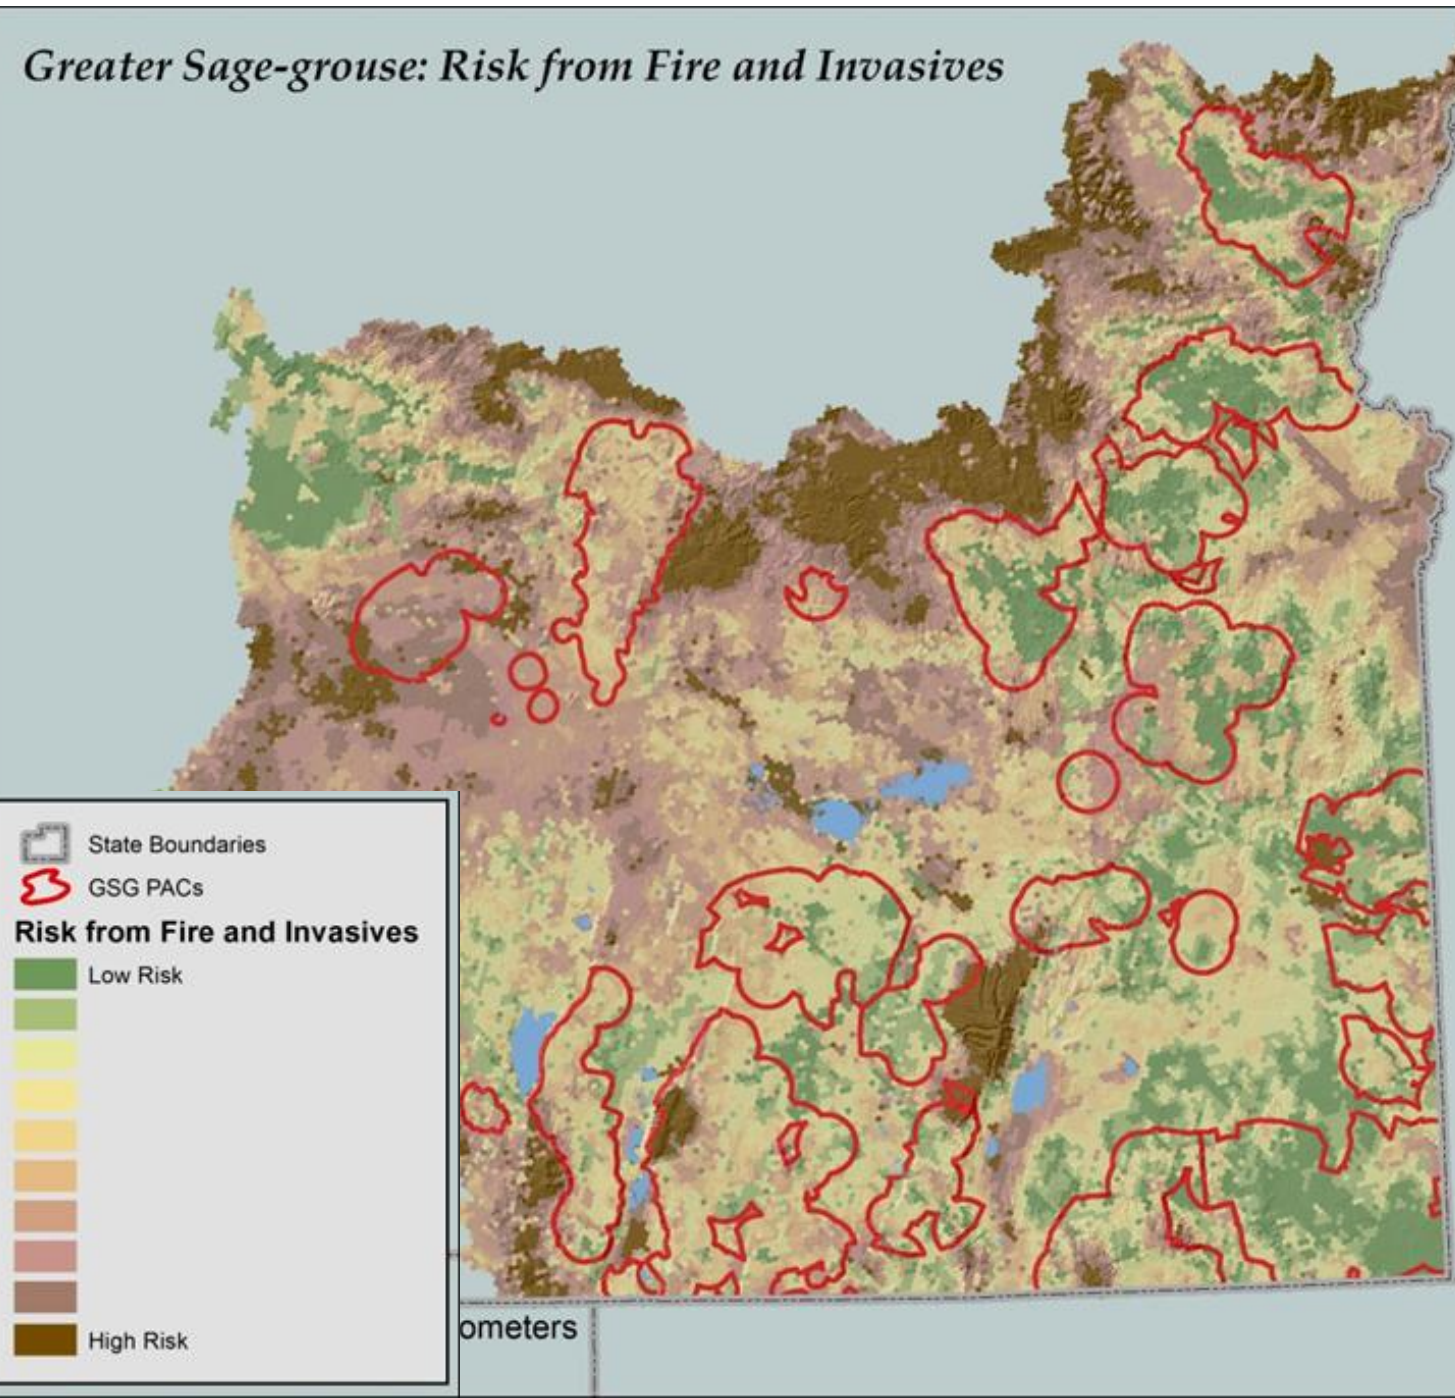 Greater Sage-grouse: Risk from Fire and Invasives
State Boundaries
GSG PACs
Risk from Fire and Invasives
Low Risk
High Risk
ometers